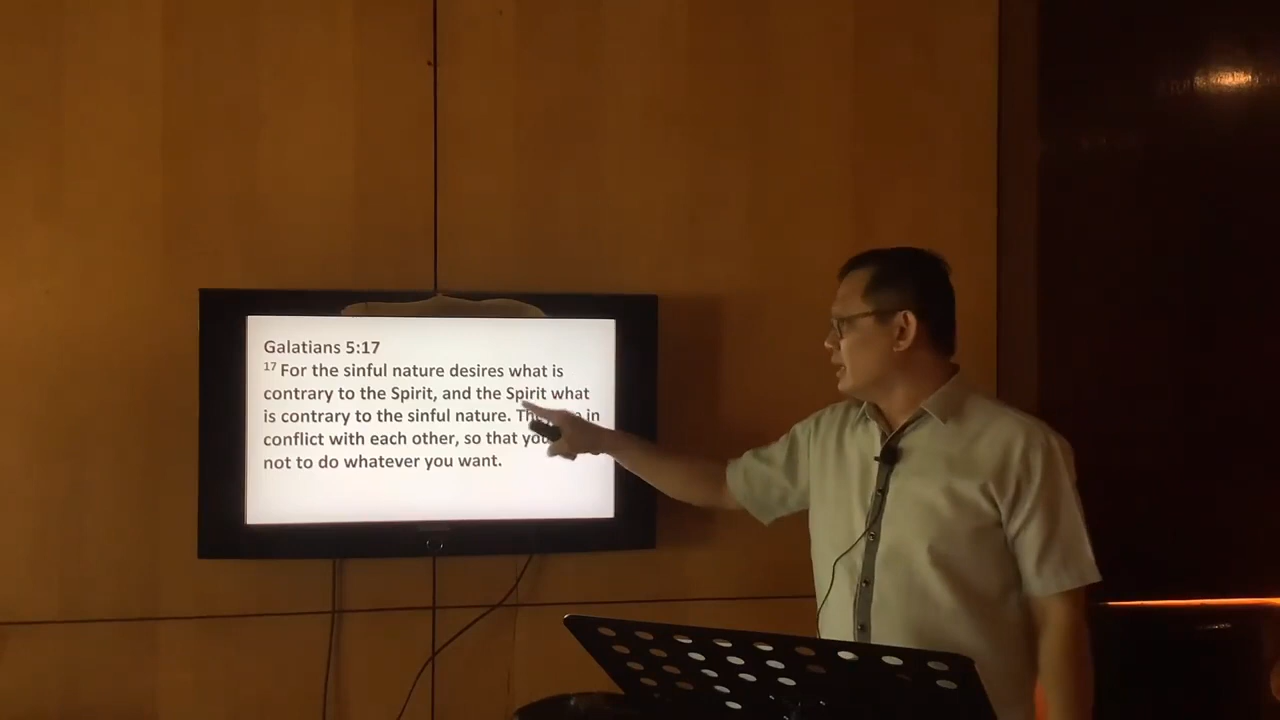 Galatians 5:17
17 For the sinful nature desires what is
contrary to the Spirit, and the Spirit what
is contrary to the sinful nature. in
conflict with each other, so that
not to do whatever you want.